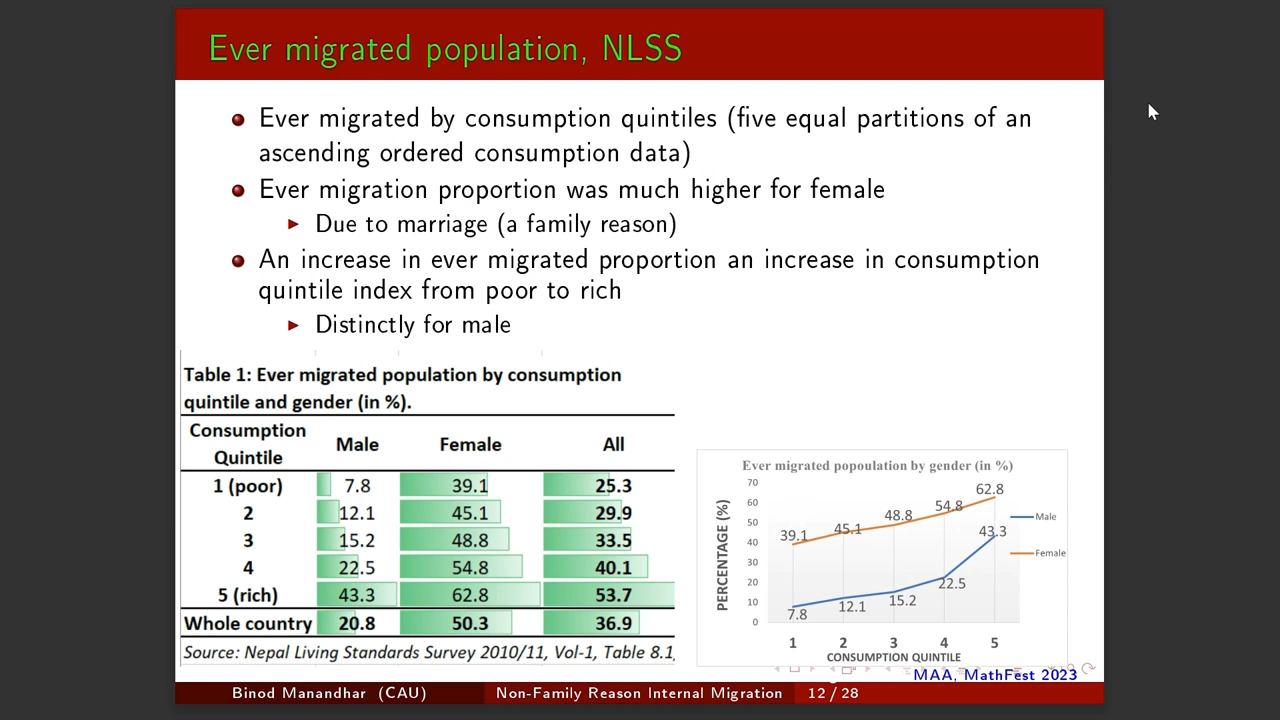 Ever migrated population, NLSS
Ever migrated by consumption quintiles (five equal partitions of an
ascending ordered consumption data)
Ever migration proportion was much higher for female
Due to marriage (a family reason)
An increase in ever migrated proportion an increase in consumption
quintile index from poor to rich
Distinctly for male
Table 1: Ever migrated population by consumption
quintile and gender (in %).
Consumption Quintile Male Female All
1 (poor) 7.8 39.1 25.3
2 12.1 45.1 29.9
3 15.2 48.8 33.5
4 22.5 54.8 40.1
5 (rich) 43.3 62.8 53.7
Whole country 20.8 50.3 36.9
Source: Nepal Living Standards Survey 2010/11, Vol-1, Table 8.1,
Ever migrated popoulation by gender (in %)
PERCENTAGE (%)
70
60
50
40
30
20
10
0
39.1 45.1 48.8 54.8 62.8
7.8 12.1 15.2 22.5 43.3
Male
Female
1 2 3 4 5
CONSUMPTION QUINTILE
MAA, MathFest 2023
Binod Manandhar (CAU) Non-Family Reason Internal Migration 12 / 28